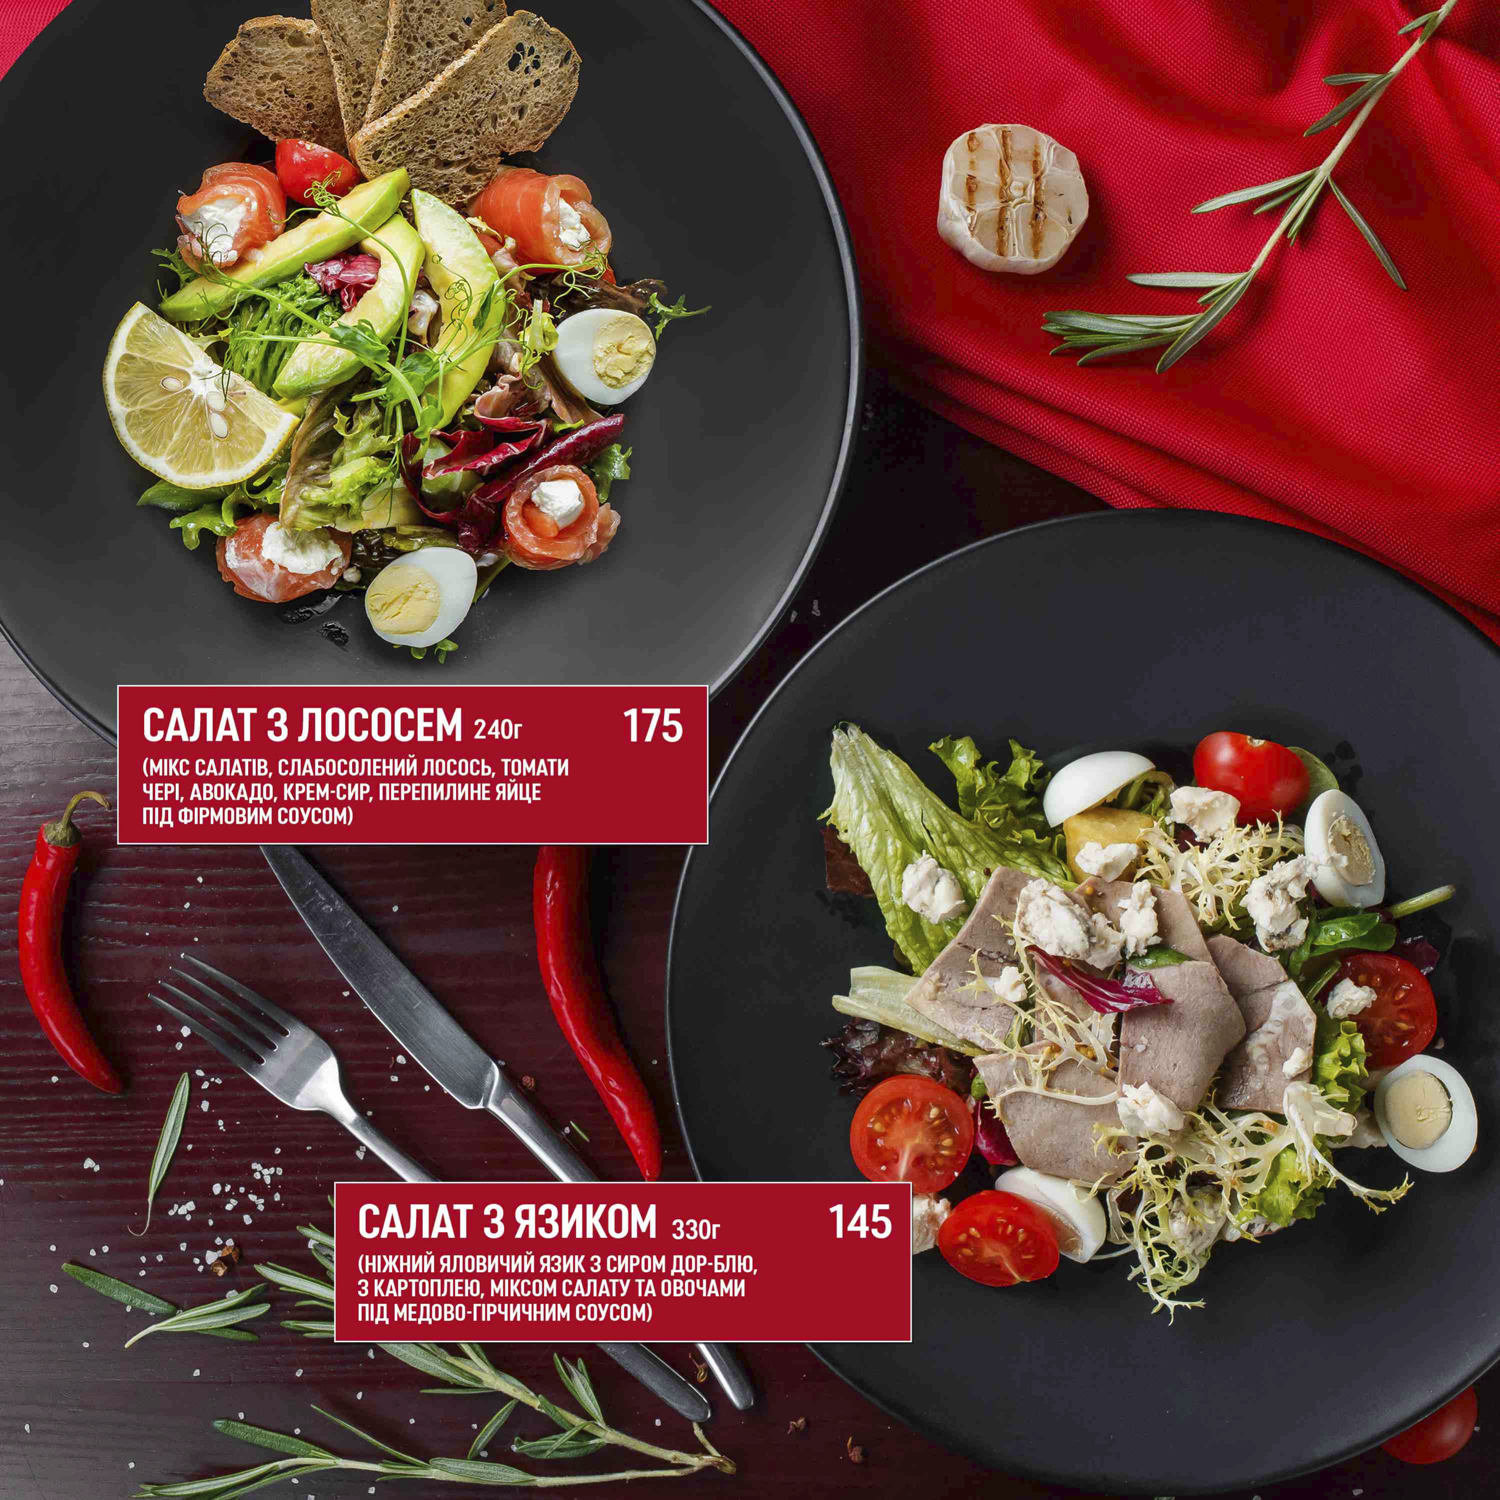 САЛАТ З ЛОСОСЕМ 240г 175
(МІКС САЛАТІВ, СЛАБОСОЛЕНИЙ ЛОСОСЬ, ТОМАТИ
ЧЕРІ, АВОКАДО, КРЕМ-СИР, ПЕРЕПИЛИНЕ ЯЙЦЕ
ПІД ФІРМОВИМ СОУСОМ)
САЛАТ З ЯЗИКОМ 330г 145
(НІЖНИЙ ЯЛОВИЧИЙ ЯЗИК З СИРОМ ДОР-БЛЮ,
З КАРТОПЛЕЮ, МІКСОМ САЛАТУ ТА ОВОЧАМИ
ПІД МЕДОВО-ГІРЧИЧНИМ СОУСОМ)